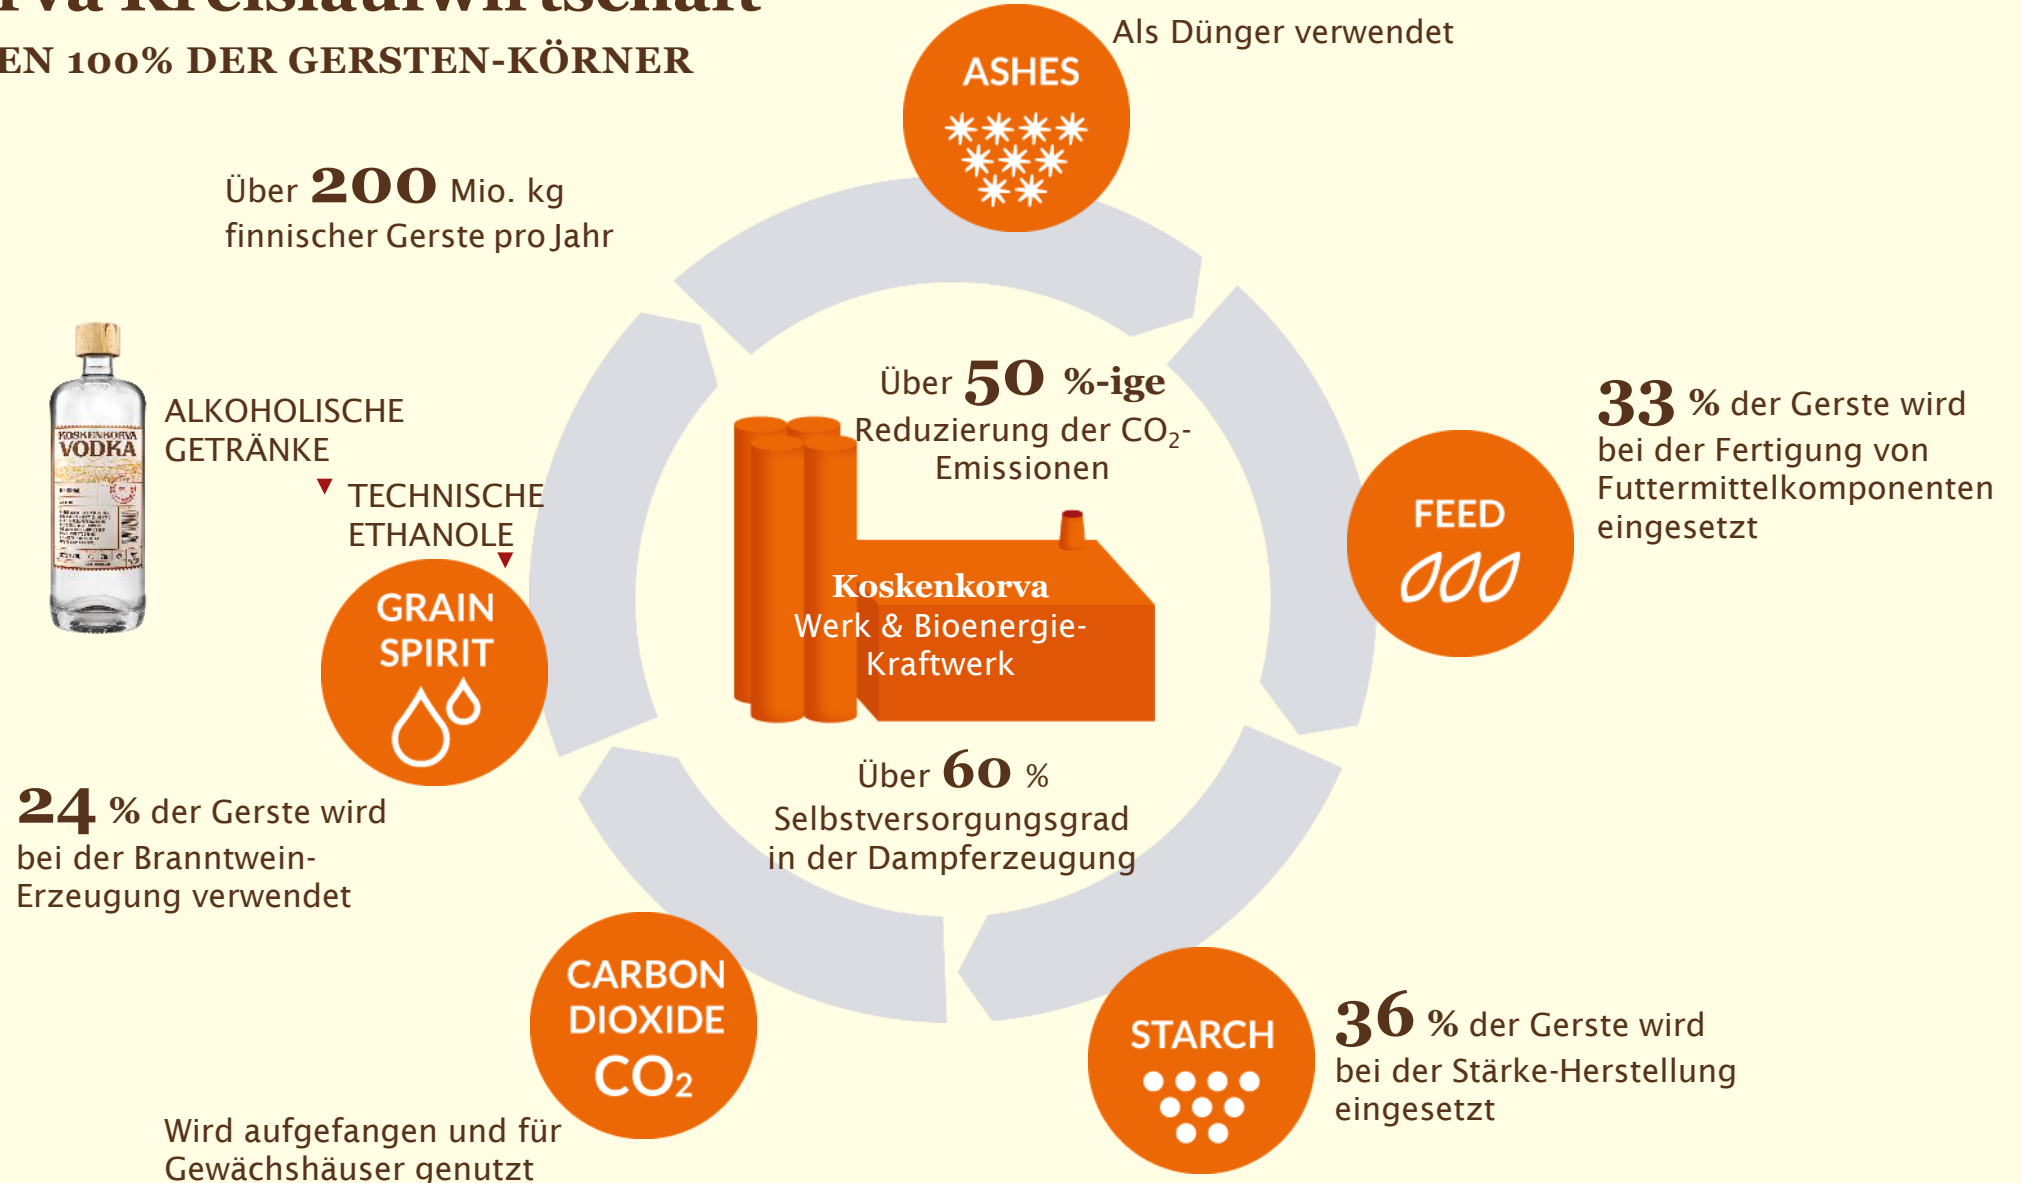 Kreislaufwirtschaft
100% DER GERSTEN-KÖRNER
ASHES
Als Dünger verwendet
Über 200 Mio. kg
finnischer Gerste pro Jahr
KOSKENKORVA
VODKA
ALKOHOLISCHE
GETRÄNKE
TECHNISCHE
ETHANOLE
GRAIN
SPIRIT
24 % der Gerste wird
bei der Branntwein-
Erzeugung verwendet
Über 50 %-ige
Reduzierung der CO₂-
Emissionen
Koskenkorva
Werk & Bioenergie-
Kraftwerk
Über 60 %
Selbstversorgungsgrad
in der Dampferzeugung
FEED
33 % der Gerste wird
bei der Fertigung von
Futtermittelkomponenten
eingesetzt
CARBON
DIOXIDE
CO₂
Wird aufgefangen und für
Gewächshäuser genutzt
STARCH
36 % der Gerste wird
bei der Stärke-Herstellung
eingesetzt